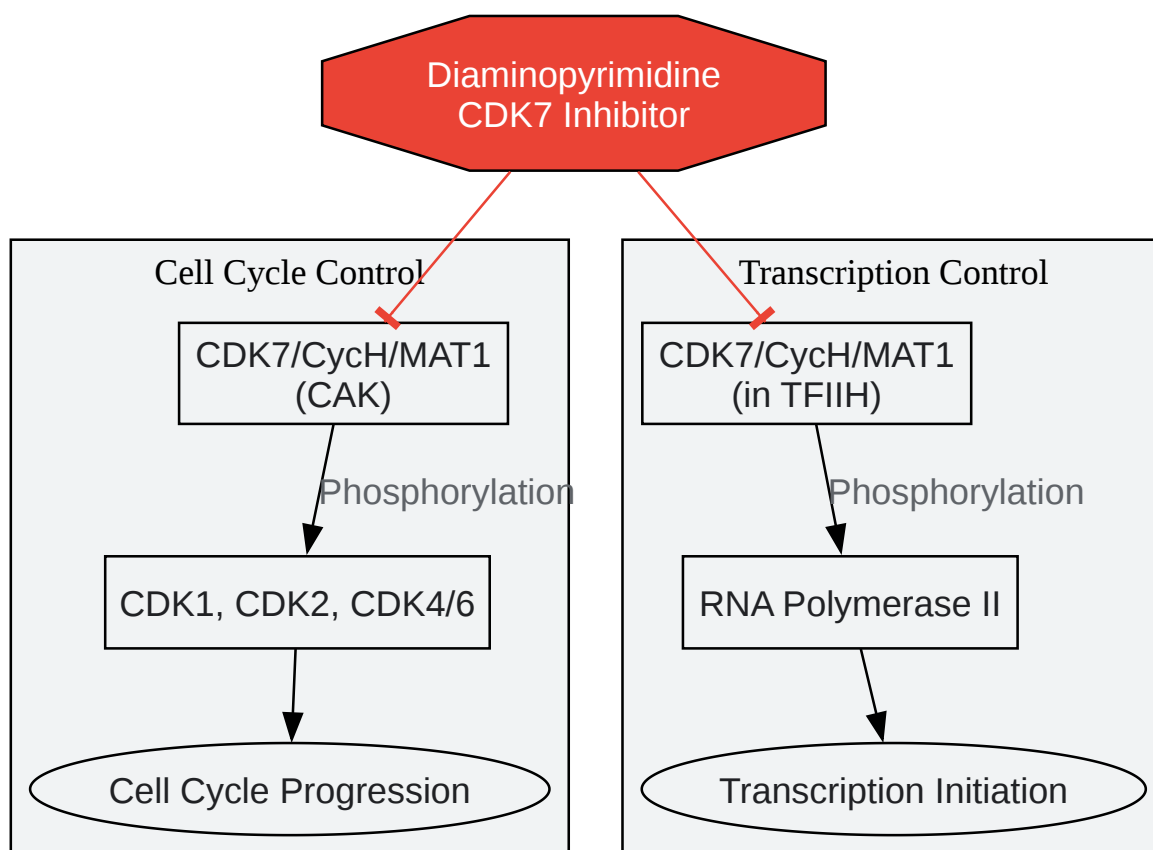 Diaminopyrimidine
CDK7 Inhibitor
Cell Cycle Control
CDK7/CycH/MAT1
(CAK)
Phosphorylation
CDK1, CDK2, CDK4/6
Cell Cycle Progression
Transcription Control
CDK7/CycH/MAT1
(in TFIIH)
Phosphorylation
RNA Polymerase II
Transcription Initiation